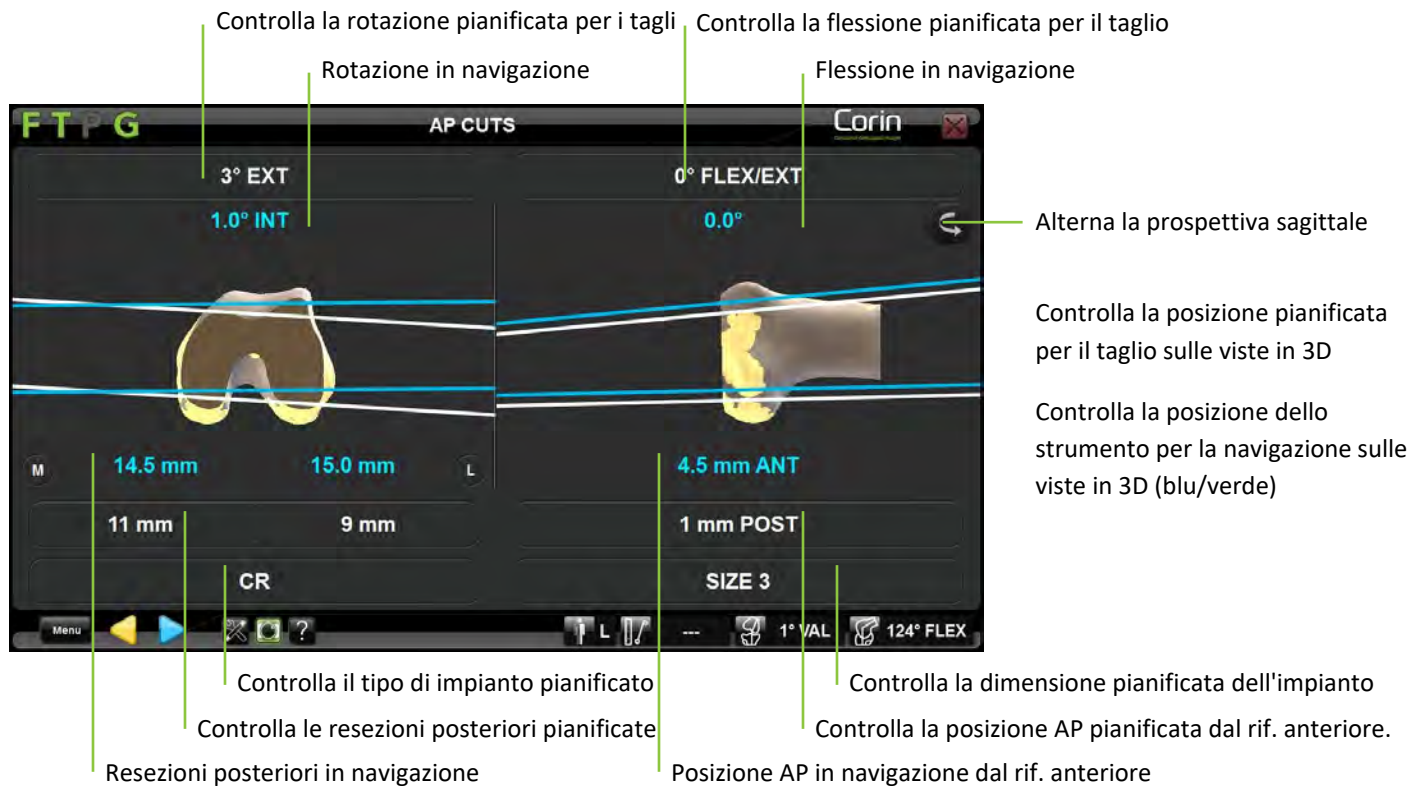 Controlla la rotazione pianificata per i tagli
Controlla la flessione pianificata per il taglio
Rotazione in navigazione
Flessione in navigazione
F T P G
AP CUTS
Corin
3° EXT
0° FLEX/EXT
1.0° INT
0.0°
Alterna la prospettiva sagittale
Controlla la posizione pianificata
per il taglio sulle viste in 3D
Controlla la posizione dello
strumento per la navigazione sulle
viste in 3D (blu/verde)
M
14.5 mm
15.0 mm
L
4.5 mm ANT
11 mm
9 mm
1 mm POST
CR
SIZE 3
Menu
?
L
---
1° VAL
124° FLEX
Controlla il tipo di impianto pianificato
Controlla la dimensione pianificata dell'impianto
Controlla le resezioni posteriori pianificate
Controlla la posizione AP pianificata dal rif. anteriore.
Resezioni posteriori in navigazione
Posizione AP in navigazione dal rif. anteriore